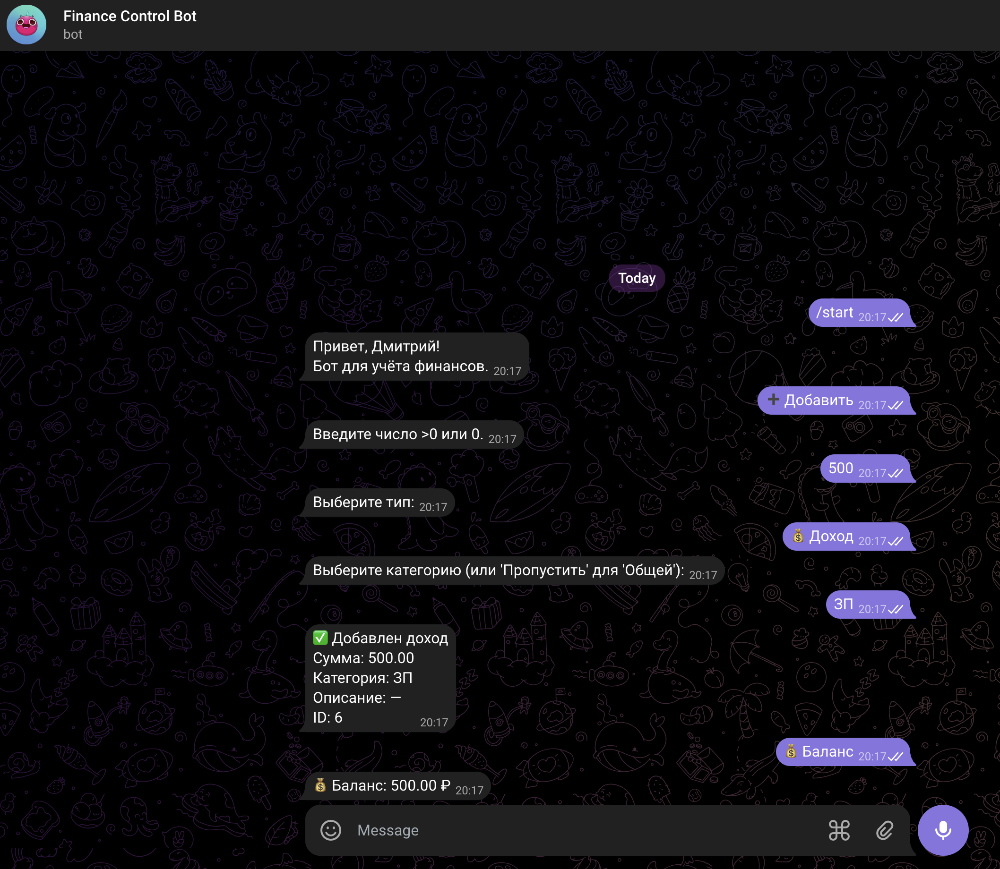 Finance Control Bot
bot
Today
/start 20:17
Привет, Дмитрий!
Бот для учёта финансов. 20:17
➕ Добавить 20:17
Введите число >0 или 0. 20:17
500 20:17
Выберите тип: 20:17
💰 Доход 20:17
Выберите категорию (или 'Пропустить' для 'Общей'): 20:17
ЗП 20:17
✅ Добавлен доход
Сумма: 500.00
Категория: ЗП
Описание: —
ID: 6 20:17
💰 Баланс 20:17
💰 Баланс: 500.00 ₽ 20:17
Message